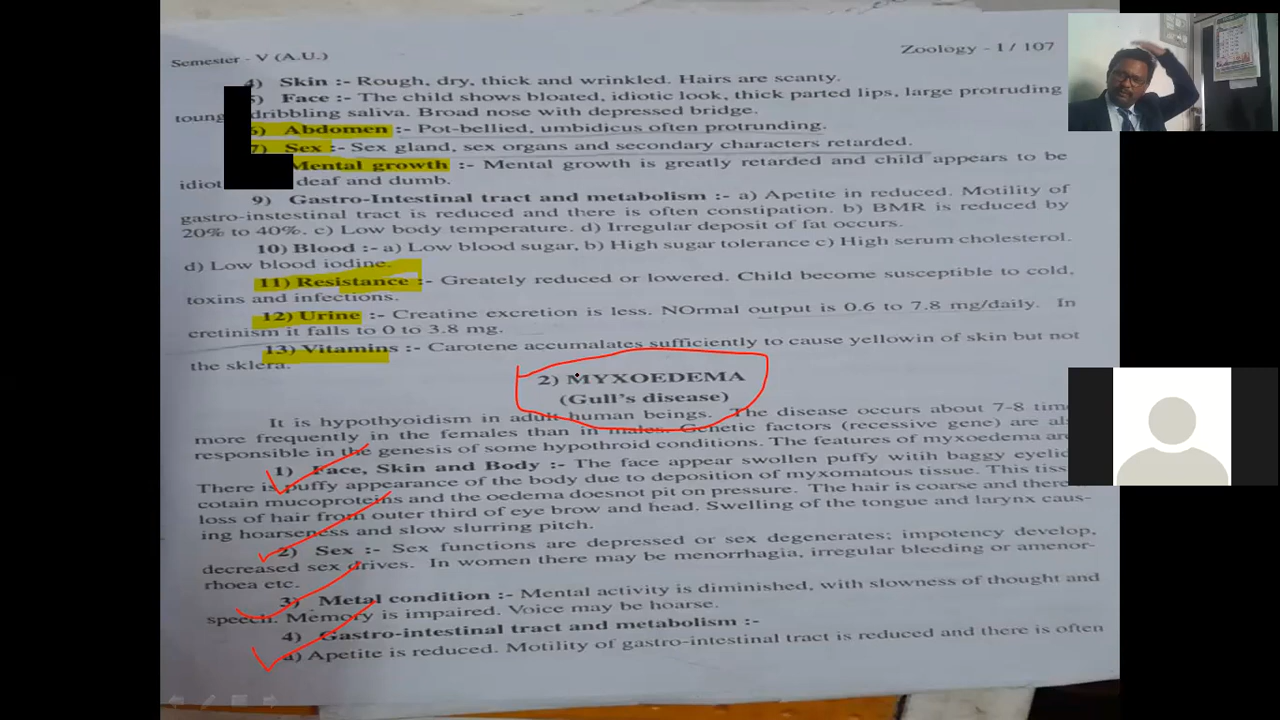 Semester - V (A.U.)
Zoology - I / 107
4) Skin :- Rough, dry, thick and wrinkled. Hairs are scanty.
5) Face :- The child shows bloated, idiotic look, thick parted lips, large protruding
toung dribbling saliva. Broad nose with depressed bridge.
6) Abdomen :- Pot-bellied, umbidicus often protrunding.
7) Sex :- Sex gland, sex organs and secondary characters retarded.
Mental growth :- Mental growth is greatly retarded and child appears to be
idiot deaf and dumb.
9) Gastro-Intestinal tract and metabolism :- a) Apetite in reduced. Motility of
gastro-instestinal tract is reduced and there is often constipation. b) BMR is reduced by
20% to 40%. c) Low body temperature. d) Irregular deposit of fat occurs.
10) Blood :- a) Low blood sugar, b) High sugar tolerance c) High serum cholesterol.
d) Low blood iodine.
11) Resistance :- Greately reduced or lowered. Child become susceptible to cold,
toxins and infections.
12) Urine :- Creatine excretion is less. NOrmal output is 0.6 to 7.8 mg/daily. In
cretinism it falls to 0 to 3.8 mg.
13) Vitamins :- Carotene accumalates sufficiently to cause yellowin of skin but not
the sklera.
2) MYXOEDEMA
(Gull's disease)
It is hypothyoidism in adult human beings. The disease occurs about 7-8 tim
more frequently in the females than in males. Genetic factors (recessive gene) are al
responsible in the genesis of some hypothroid conditions. The features of myxoedema are
1) Face, Skin and Body :- The face appear swollen puffy witih baggy eyelid
There is puffy appearance of the body due to deposition of myxomatous tissue. This tiss
cotain mucoproteins and the oedema doesnot pit on pressure. The hair is coarse and there
loss of hair from outer third of eye brow and head. Swelling of the tongue and larynx caus-
ing hoarseness and slow slurring pitch.
2) Sex :- Sex functions are depressed or sex degenerates; impotency develop,
decreased sex drives. In women there may be menorrhagia, irregular bleeding or amenor-
rhoea etc.
3) Metal condition :- Mental activity is diminished, with slowness of thought and
speech. Memory is impaired. Voice may be hoarse.
4) Gastro-intestinal tract and metabolism :-
a) Apetite is reduced. Motility of gastro-intestinal tract is reduced and there is often